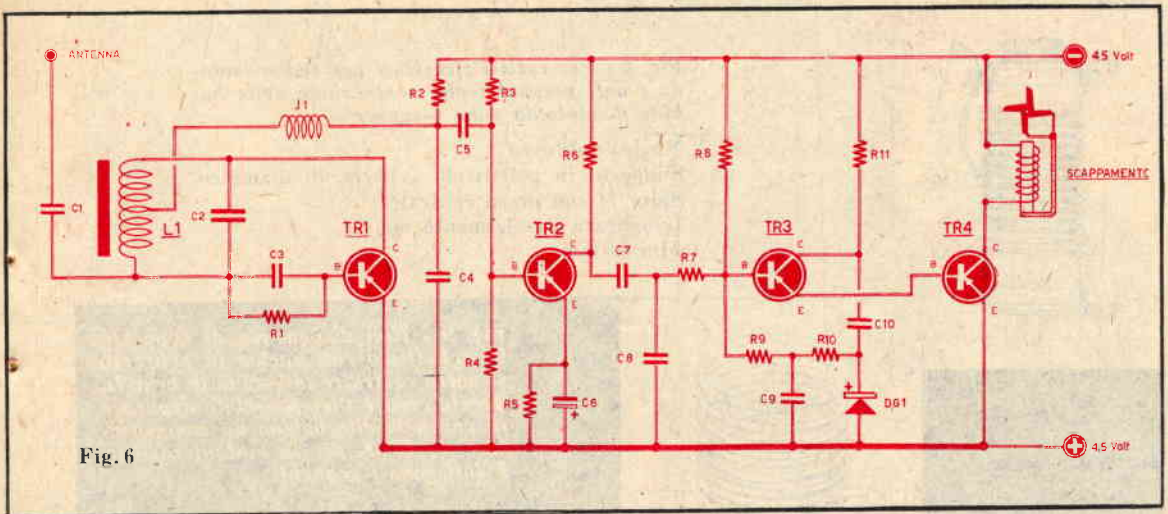 ANTENNA
4,5 Volt
R2
R3
J1
C5
R6
R8
R11
SCAPPAMENTO
C1
L1
C2
TR1
TR2
TR3
TR4
C
C
C
C
C3
B
B
C7
R7
B
B
E
E
E
E
R1
C4
C8
C10
R4
R9
R10
R5
C6
+
C9
+
DG1
4,5 Volt
Fig. 6